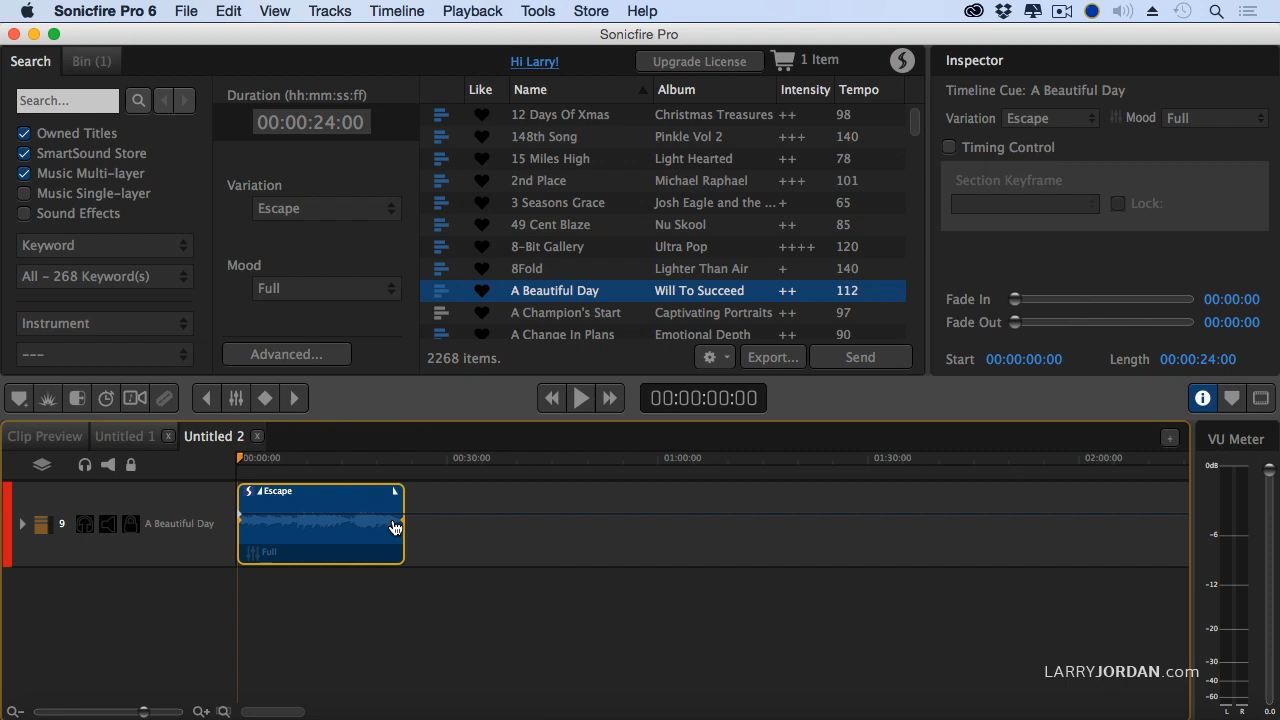 Sonicfire Pro 6 File Edit View Tracks Timeline Playback Tools Store Help
Sonicfire Pro
Search Bin (1)
Search...
Owned Titles
SmartSound Store
Music Multi-layer
Music Single-layer
Sound Effects
Keyword
All - 268 Keyword(s)
Instrument
---
Duration (hh:mm:ss:ff)
00:00:24:00
Variation
Escape
Mood
Full
Advanced...
Hi Larry! Upgrade License 1 Item
Like Name Album Intensity Tempo
12 Days Of Xmas Christmas Treasures ++ 98
148th Song Pinkle Vol 2 +++ 140
15 Miles High Light Hearted ++ 78
2nd Place Michael Raphael +++ 101
3 Seasons Grace Josh Eagle and the ... + 65
49 Cent Blaze Nu Skool ++ 85
8-Bit Gallery Ultra Pop ++++ 120
8Fold Lighter Than Air + 140
A Beautiful Day Will To Succeed ++ 112
A Champion's Start Captivating Portraits ++ 97
A Change In Plans Emotional Depth ++ 90
2268 items. Export... Send
Inspector
Timeline Cue: A Beautiful Day
Variation Escape Mood Full
Timing Control
Section Keyframe
Lock:
Fade In 00:00:00
Fade Out 00:00:00
Start 00:00:00:00 Length 00:00:24:00
00:00:00:00
Clip Preview Untitled 1 x Untitled 2 x +
00:00:00 00:30:00 01:00:00 01:30:00 02:00:00
Escape
9 A Beautiful Day
Full
VU Meter
0dB
-6
-12
-20
-30
-40
-60
L R 0.0
LARRYJORDAN.com